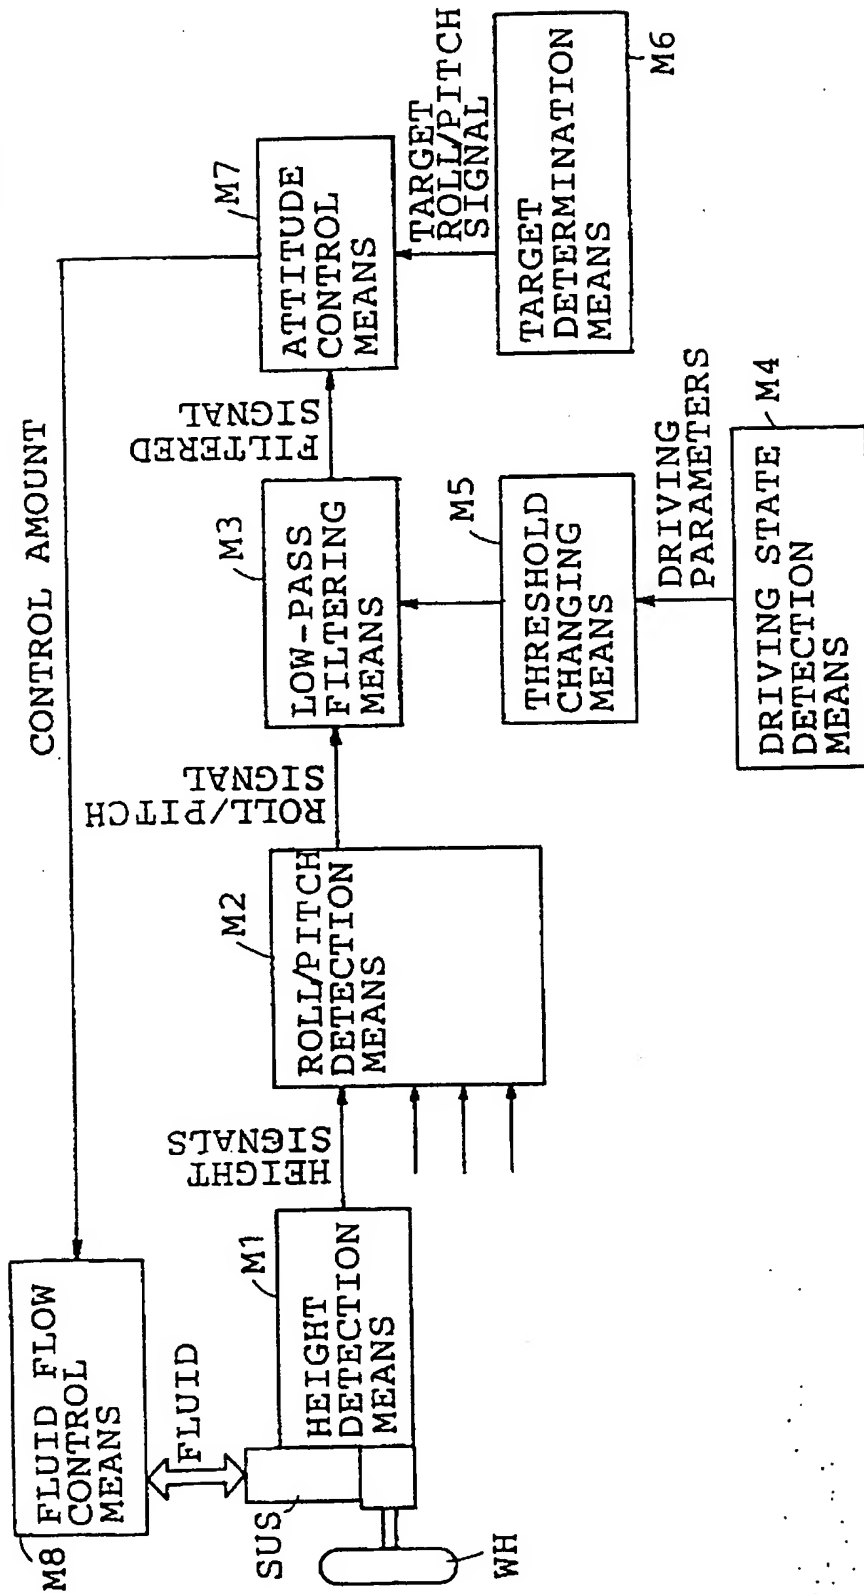 M8
FLUID FLOW
CONTROL
MEANS
FLUID
SUS
WH
M1
HEIGHT
DETECTION
MEANS
HEIGHT
SIGNALS
M2
ROLL/PITCH
DETECTION
MEANS
ROLL/PITCH
SIGNAL
CONTROL AMOUNT
M3
LOW-PASS
FILTERING
MEANS
FILTERED
SIGNAL
M5
THRESHOLD
CHANGING
MEANS
DRIVING
PARAMETERS
M4
DRIVING STATE
DETECTION
MEANS
M7
ATTITUDE
CONTROL
MEANS
TARGET
ROLL/PITCH
SIGNAL
TARGET
DETERMINATION
MEANS
M6